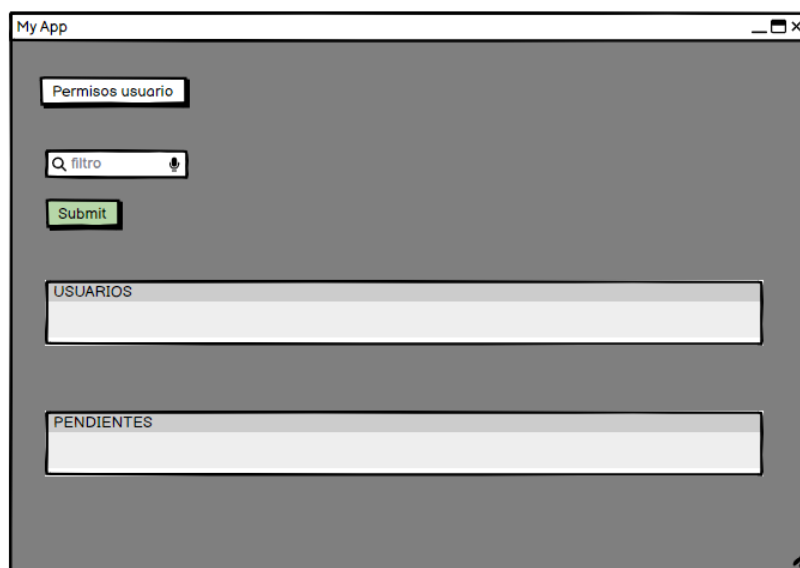 My App
Permisos usuario
filtro
Submit
USUARIOS
PENDIENTES